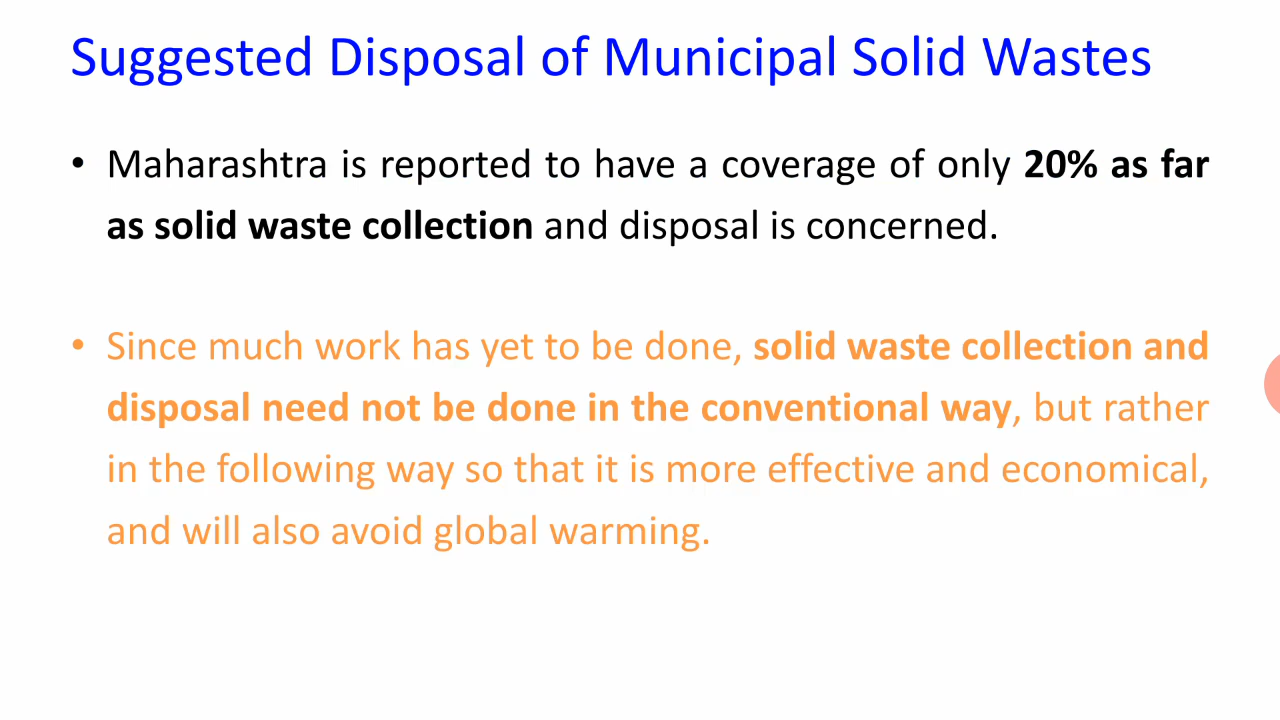 Suggested Disposal of Municipal Solid Wastes
• Maharashtra is reported to have a coverage of only 20% as far
as solid waste collection and disposal is concerned.
• Since much work has yet to be done, solid waste collection and
disposal need not be done in the conventional way, but rather
in the following way so that it is more effective and economical,
and will also avoid global warming.